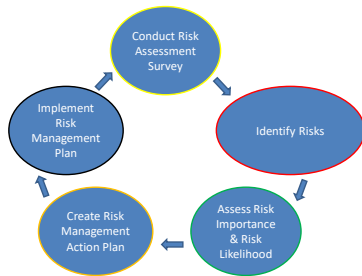 Conduct Risk
Assessment
Survey
Identify Risks
Assess Risk
Importance
& Risk
Likelihood
Create Risk
Management
Action Plan
Implement
Risk
Management
Plan